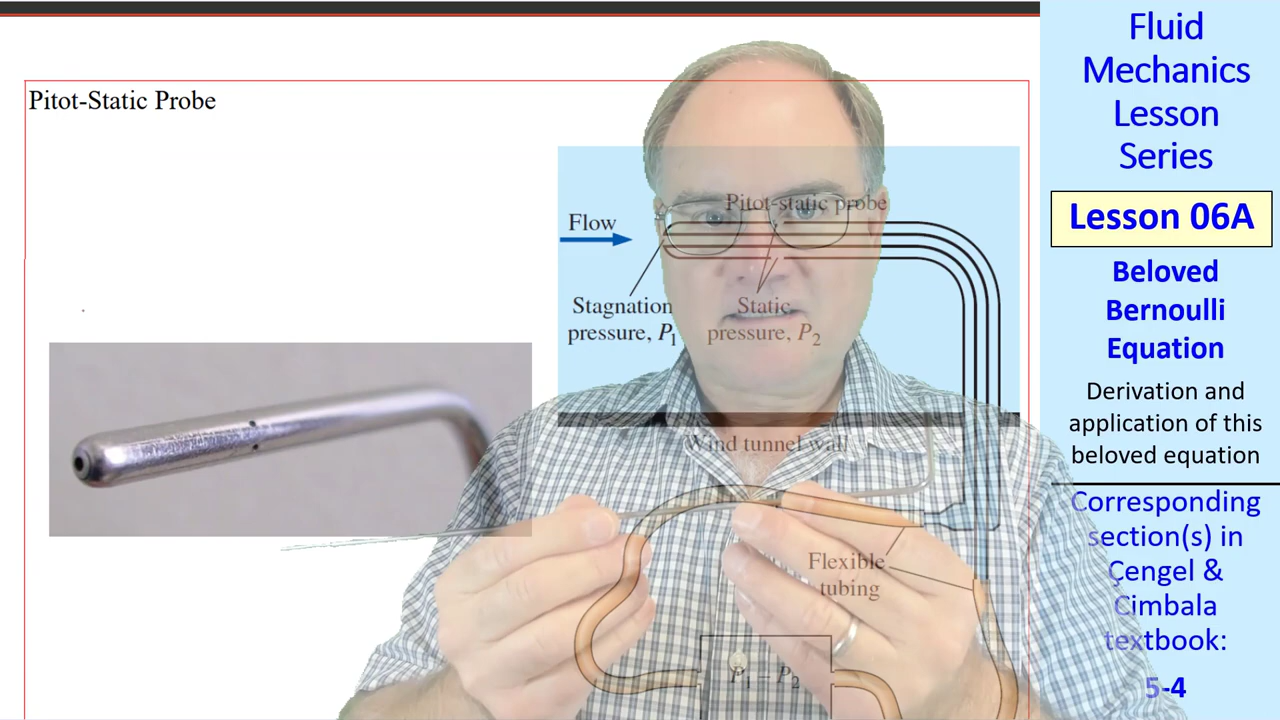 Pitot-Static Probe
Pitot-static probe
Flow
Stagnation
pressure, P1
Static
pressure, P2
Wind tunnel wall
Flexible
tubing
P1 – P2
Fluid
Mechanics
Lesson
Series
Lesson 06A
Beloved
Bernoulli
Equation
Derivation and
application of this
beloved equation
Corresponding
section(s) in
Çengel &
Cimbala
textbook:
5-4